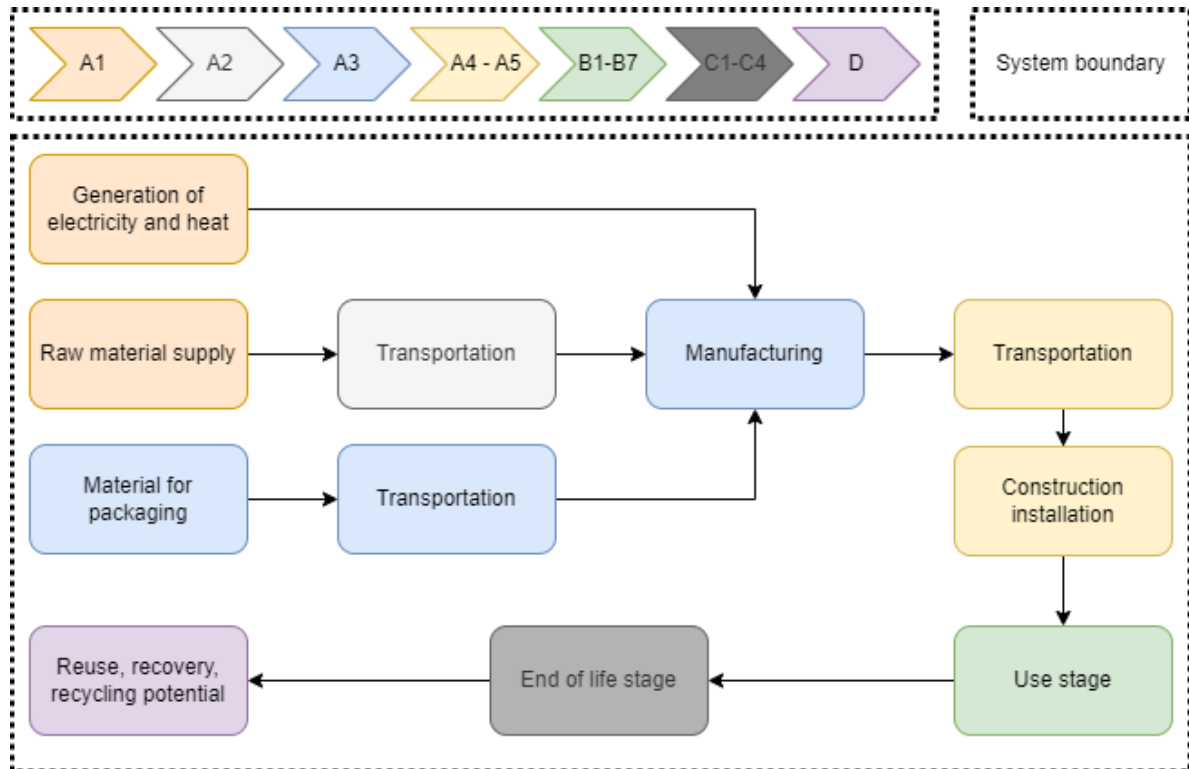 A1
A2
A3
A4 - A5
B1-B7
C1-C4
D
System boundary
Generation of
electricity and heat
Raw material supply
Transportation
Manufacturing
Transportation
Material for
packaging
Transportation
Construction
installation
Reuse, recovery,
recycling potential
End of life stage
Use stage